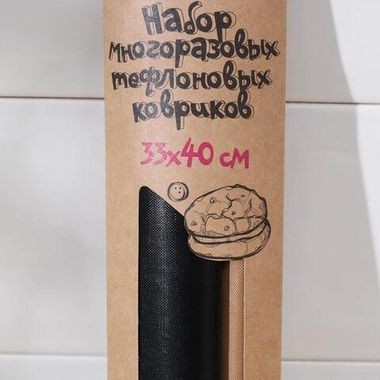 Набор
многоразовых
тефлоновых
ковриков
33х40 см